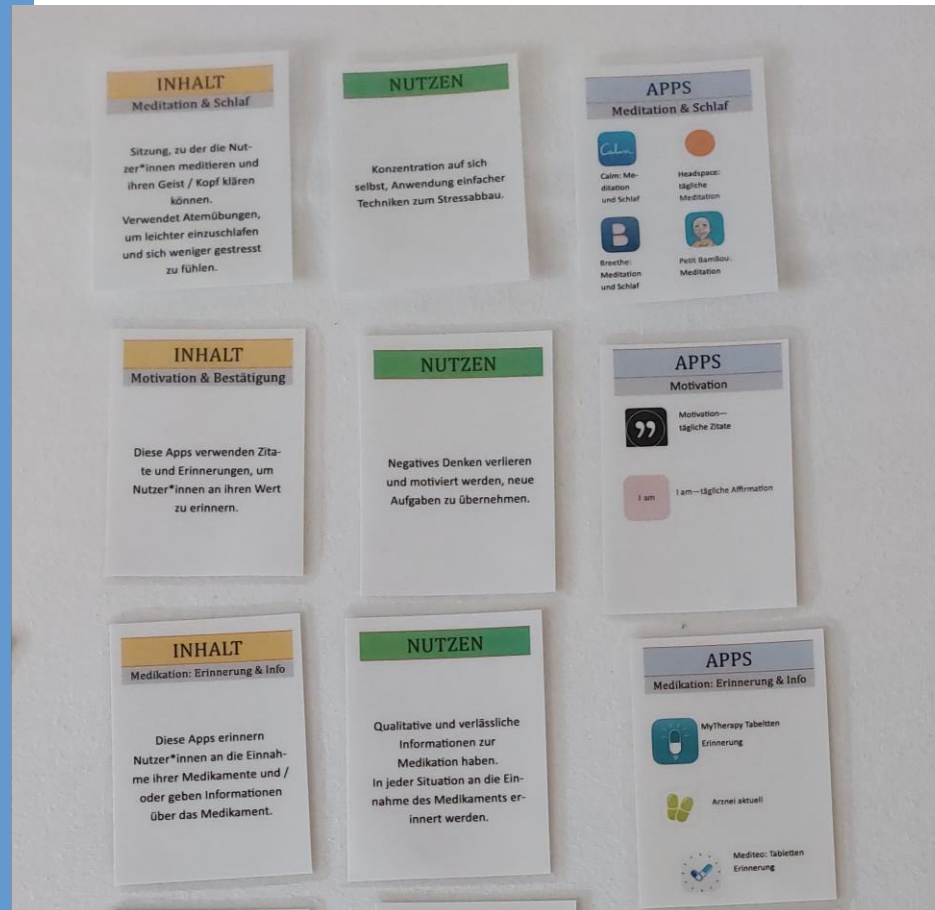 INHALT
Meditation & Schlaf
Sitzung, zu der die Nut-
zer*innen meditieren und
ihren Geist / Kopf klären
können.
Verwendet Atemübungen,
um leichter einzuschlafen
und sich weniger gestresst
zu fühlen.
NUTZEN
Konzentration auf sich
selbst, Anwendung einfacher
Techniken zum Stressabbau.
APPS
Meditation & Schlaf
Calm
Calm: Me-
ditation
und Schlaf
Headspace:
tägliche
Meditation
B
Breethe:
Meditation
und Schlaf
Petit BamBou:
Meditation
INHALT
Motivation & Bestätigung
Diese Apps verwenden Zita-
te und Erinnerungen, um
Nutzer*innen an ihren Wert
zu erinnern.
NUTZEN
Negatives Denken verlieren
und motiviert werden, neue
Aufgaben zu übernehmen.
APPS
Motivation
Motivation—
tägliche Zitate
I am
I am—tägliche Affirmation
INHALT
Medikation: Erinnerung & Info
Diese Apps erinnern
Nutzer*innen an die Einnah-
me ihrer Medikamente und /
oder geben Informationen
über das Medikament.
NUTZEN
Qualitative und verlässliche
Informationen zur
Medikation haben.
In jeder Situation an die Ein-
nahme des Medikaments er-
innert werden.
APPS
Medikation: Erinnerung & Info
MyTherapy Tabeltten
Erinnerung
Arznei aktuell
Mediteo: Tabletten
Erinnerung